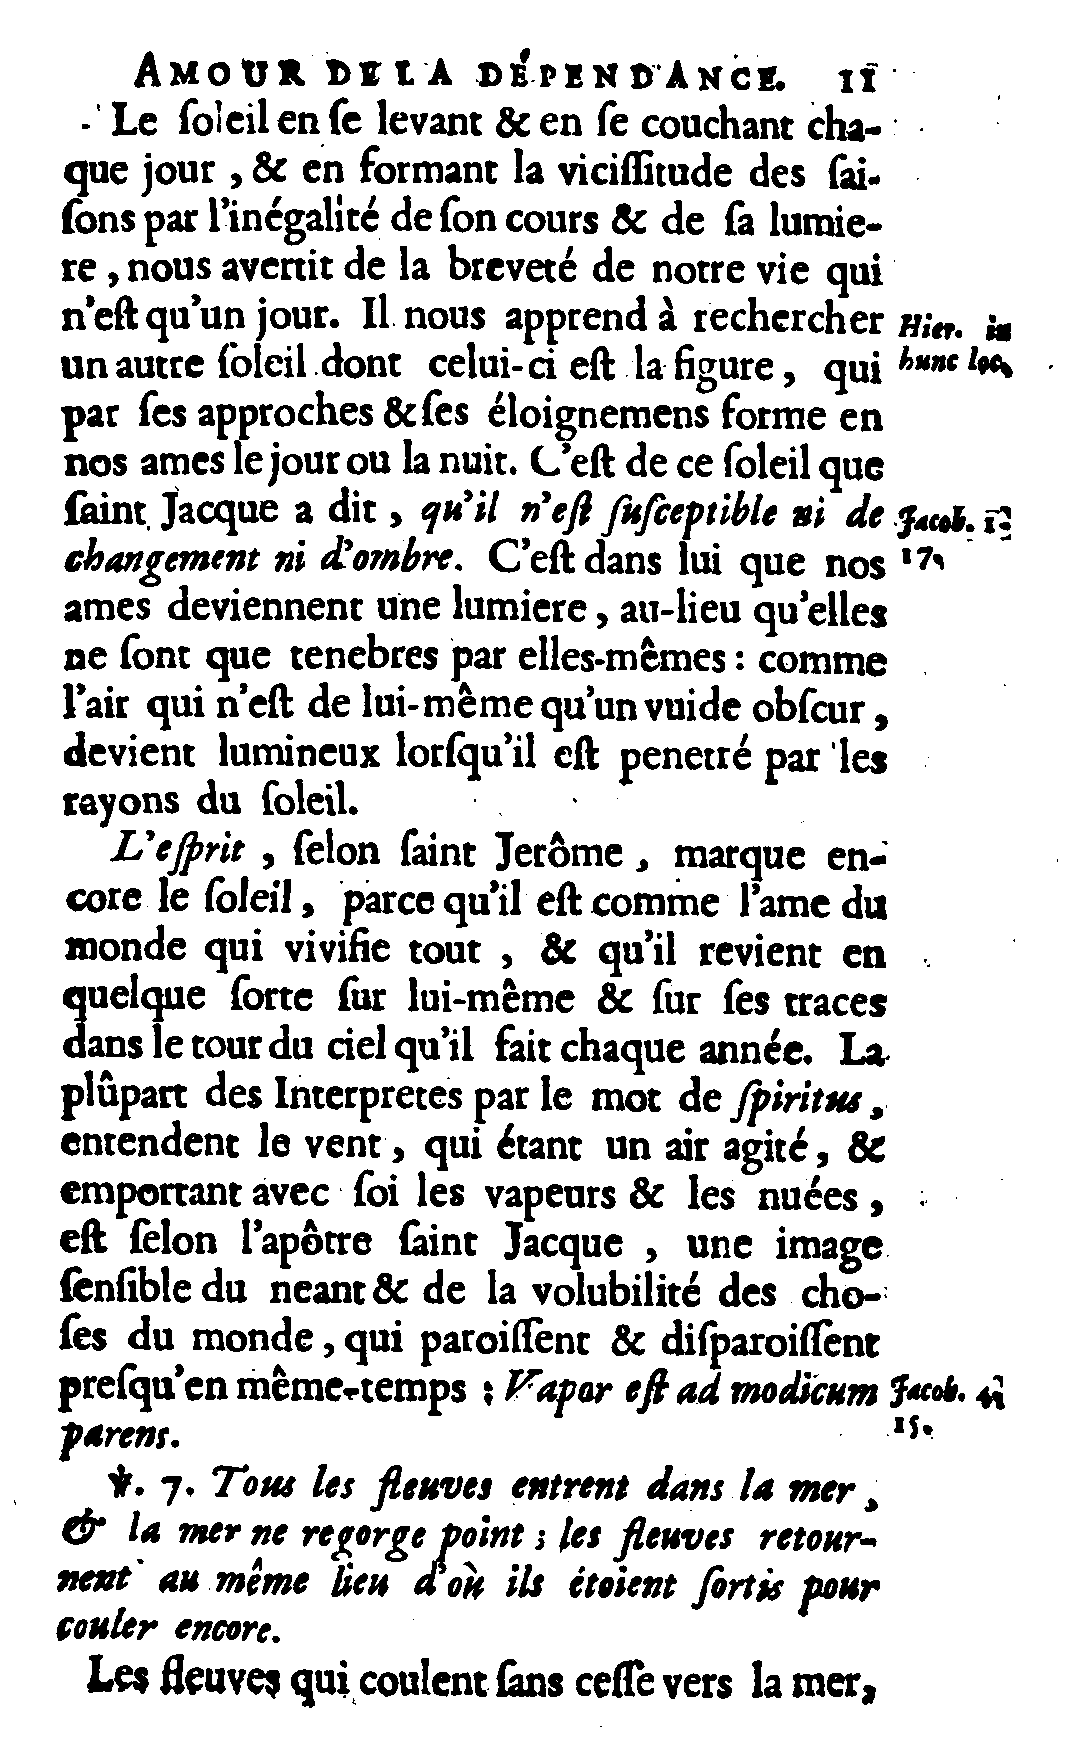 AMOUR DE LA DÉPENDANCE. 11
Le ſoleil en ſe levant & en ſe couchant cha-
que jour, & en formant la viciſſitude des ſai-
ſons par l'inégalité de ſon cours & de ſa lumie-
re, nous avertit de la breveté de notre vie qui
n'eſt qu'un jour. Il nous apprend à rechercher
Hier. in
un autre ſoleil dont celui-ci eſt la figure, qui
hunc loc.
par ſes approches & ſes éloignemens forme en
nos ames le jour ou la nuit. C'eſt de ce ſoleil que
ſaint Jacque a dit, qu'il n'eſt ſuſceptible ni de
Jacob. 1.
changement ni d'ombre. C'eſt dans lui que nos
17.
ames deviennent une lumiere, au-lieu qu'elles
ne ſont que tenebres par elles-mêmes : comme
l'air qui n'eſt de lui-même qu'un vuide obſcur,
devient lumineux lorſqu'il eſt penetré par les
rayons du ſoleil.
L'eſprit, ſelon ſaint Jerôme, marque en-
core le ſoleil, parce qu'il eſt comme l'ame du
monde qui vivifie tout, & qu'il revient en
quelque ſorte ſur lui-même & ſur ſes traces
dans le tour du ciel qu'il fait chaque année. La
plûpart des Interpretes par le mot de ſpiritus,
entendent le vent, qui étant un air agité, &
emportant avec ſoi les vapeurs & les nuées,
eſt ſelon l'apôtre ſaint Jacque, une image
ſenſible du neant & de la volubilité des cho-
ſes du monde, qui paroiſſent & diſparoiſſent
preſqu'en même-temps ; Vapor eſt ad modicum
Jacob. 4.
parens.
15.
℣. 7. Tous les fleuves entrent dans la mer,
& la mer ne regorge point ; les fleuves retour-
nent au même lieu d'où ils étoient ſortis pour
couler encore.
Les fleuves qui coulent ſans ceſſe vers la mer,